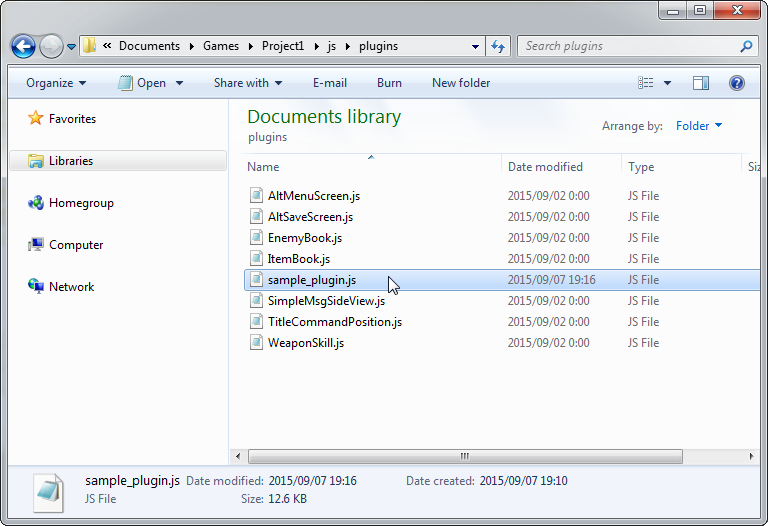 « Documents ▸ Games ▸ Project1 ▸ js ▸ plugins
Search plugins
Organize Open Share with E-mail Burn New folder
Favorites
Libraries
Homegroup
Computer
Network
Documents library
plugins
Arrange by: Folder
Name Date modified Type
AltMenuScreen.js 2015/09/02 0:00 JS File
AltSaveScreen.js 2015/09/02 0:00 JS File
EnemyBook.js 2015/09/02 0:00 JS File
ItemBook.js 2015/09/02 0:00 JS File
sample_plugin.js 2015/09/07 19:16 JS File
SimpleMsgSideView.js 2015/09/02 0:00 JS File
TitleCommandPosition.js 2015/09/02 0:00 JS File
WeaponSkill.js 2015/09/02 0:00 JS File
sample_plugin.js Date modified: 2015/09/07 19:16 Date created: 2015/09/07 19:10
JS File Size: 12.6 KB